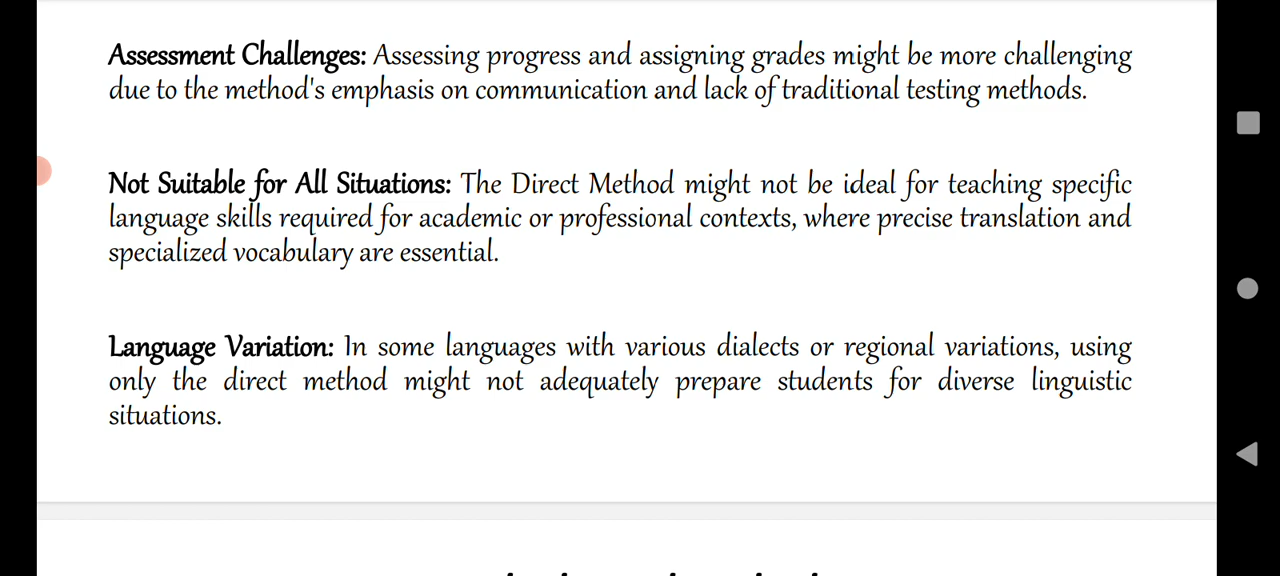 Assessment Challenges: Assessing progress and assigning grades might be more challenging
due to the method's emphasis on communication and lack of traditional testing methods.
Not Suitable for All Situations: The Direct Method might not be ideal for teaching specific
language skills required for academic or professional contexts, where precise translation and
specialized vocabulary are essential.
Language Variation: In some languages with various dialects or regional variations, using
only the direct method might not adequately prepare students for diverse linguistic
situations.